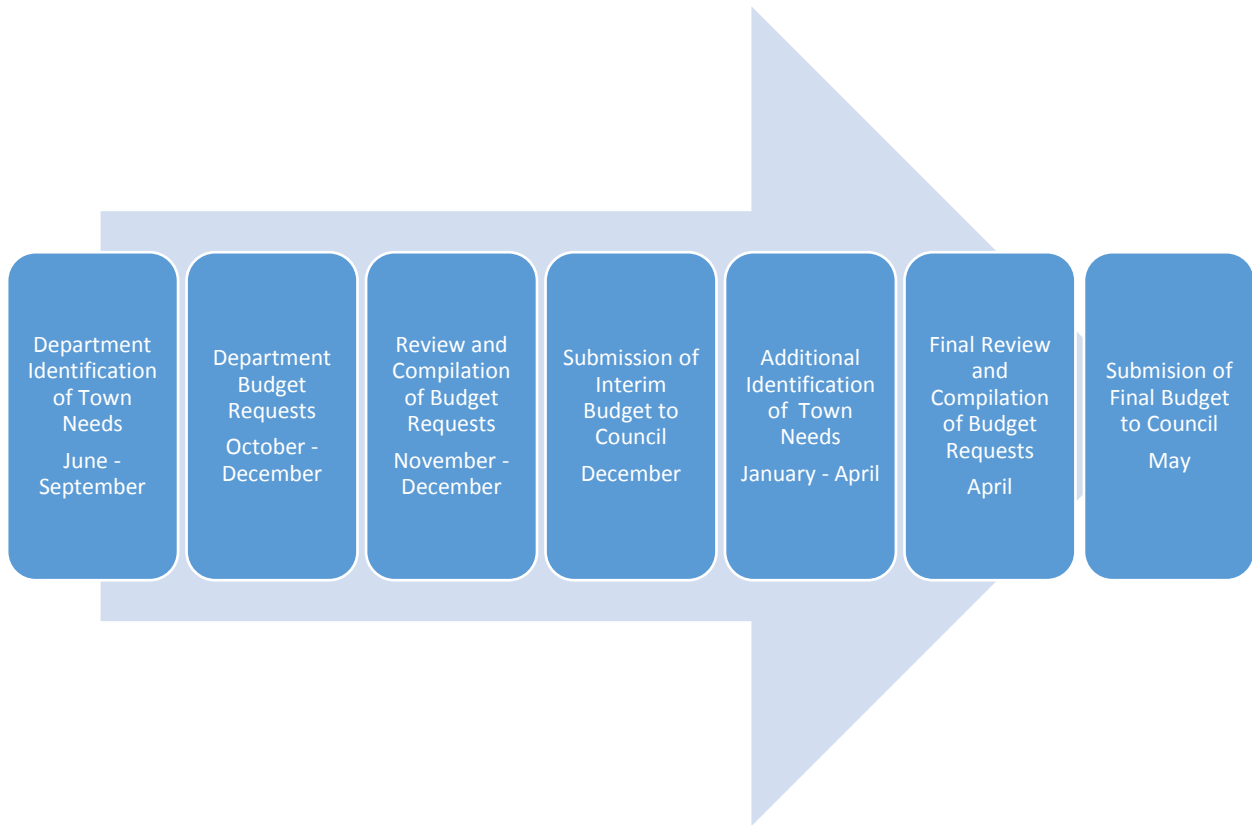 Department
Identification
of Town
Needs
June -
September
Department
Budget
Requests
October -
December
Review and
Compilation
of Budget
Requests
November -
December
Submission of
Interim
Budget to
Council
December
Additional
Identification
of  Town
Needs
January - April
Final Review
and
Compilation
of Budget
Requests
April
Submision of
Final Budget
to Council
May